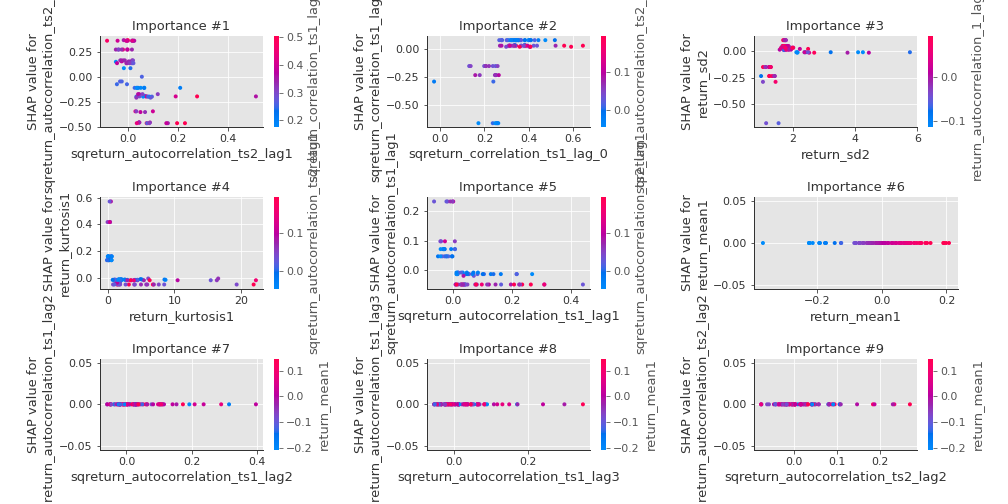 Importance #1
SHAP value for
sqreturn_autocorrelation_ts2_lag1
0.25
0.00
−0.25
−0.50
0.0
0.2
0.4
sqreturn_autocorrelation_ts2_lag1
0.5
0.4
0.3
0.2
Importance #2
SHAP value for
sqreturn_correlation_ts1_lag_0
0.00
−0.25
−0.50
0.0
0.2
0.4
0.6
sqreturn_correlation_ts1_lag_0
0.1
0.0
Importance #3
SHAP value for
return_sd2
0.00
−0.25
−0.50
2
4
6
return_sd2
0.0
−0.1
Importance #4
SHAP value for
return_kurtosis1
0.6
0.4
0.2
0.0
0
10
20
return_kurtosis1
0.1
0.0
Importance #5
SHAP value for
sqreturn_autocorrelation_ts1_lag1
0.2
0.1
0.0
0.0
0.2
0.4
sqreturn_autocorrelation_ts1_lag1
0.1
0.0
Importance #6
SHAP value for
return_mean1
0.05
0.00
−0.05
−0.2
0.0
0.2
return_mean1
Importance #7
SHAP value for
sqreturn_autocorrelation_ts1_lag2
0.05
0.00
−0.05
0.0
0.2
0.4
sqreturn_autocorrelation_ts1_lag2
0.1
0.0
−0.1
−0.2
return_mean1
Importance #8
SHAP value for
sqreturn_autocorrelation_ts1_lag3
0.05
0.00
−0.05
0.0
0.2
sqreturn_autocorrelation_ts1_lag3
0.1
0.0
−0.1
−0.2
return_mean1
Importance #9
SHAP value for
sqreturn_autocorrelation_ts2_lag2
0.05
0.00
−0.05
0.0
0.1
0.2
sqreturn_autocorrelation_ts2_lag2
0.1
0.0
−0.1
−0.2
return_mean1